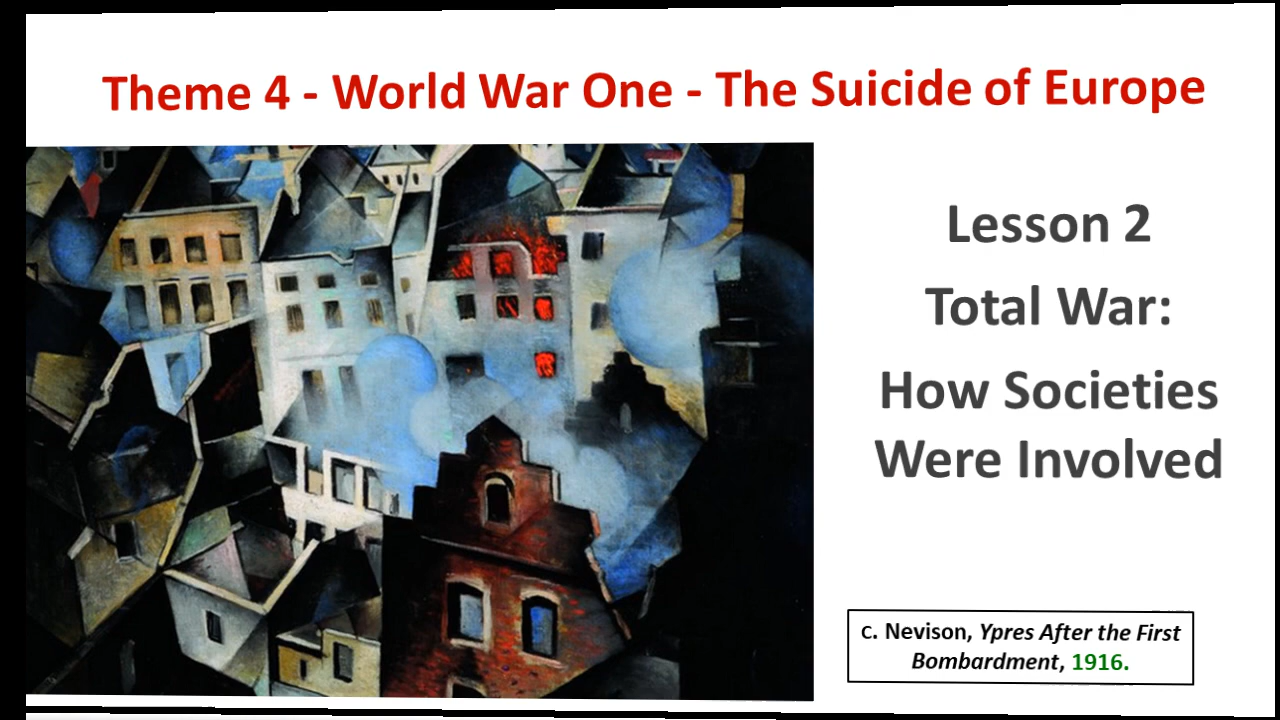 Theme 4 - World War One - The Suicide of Europe
Lesson 2
Total War:
How Societies
Were Involved
c. Nevison, Ypres After the First
Bombardment, 1916.